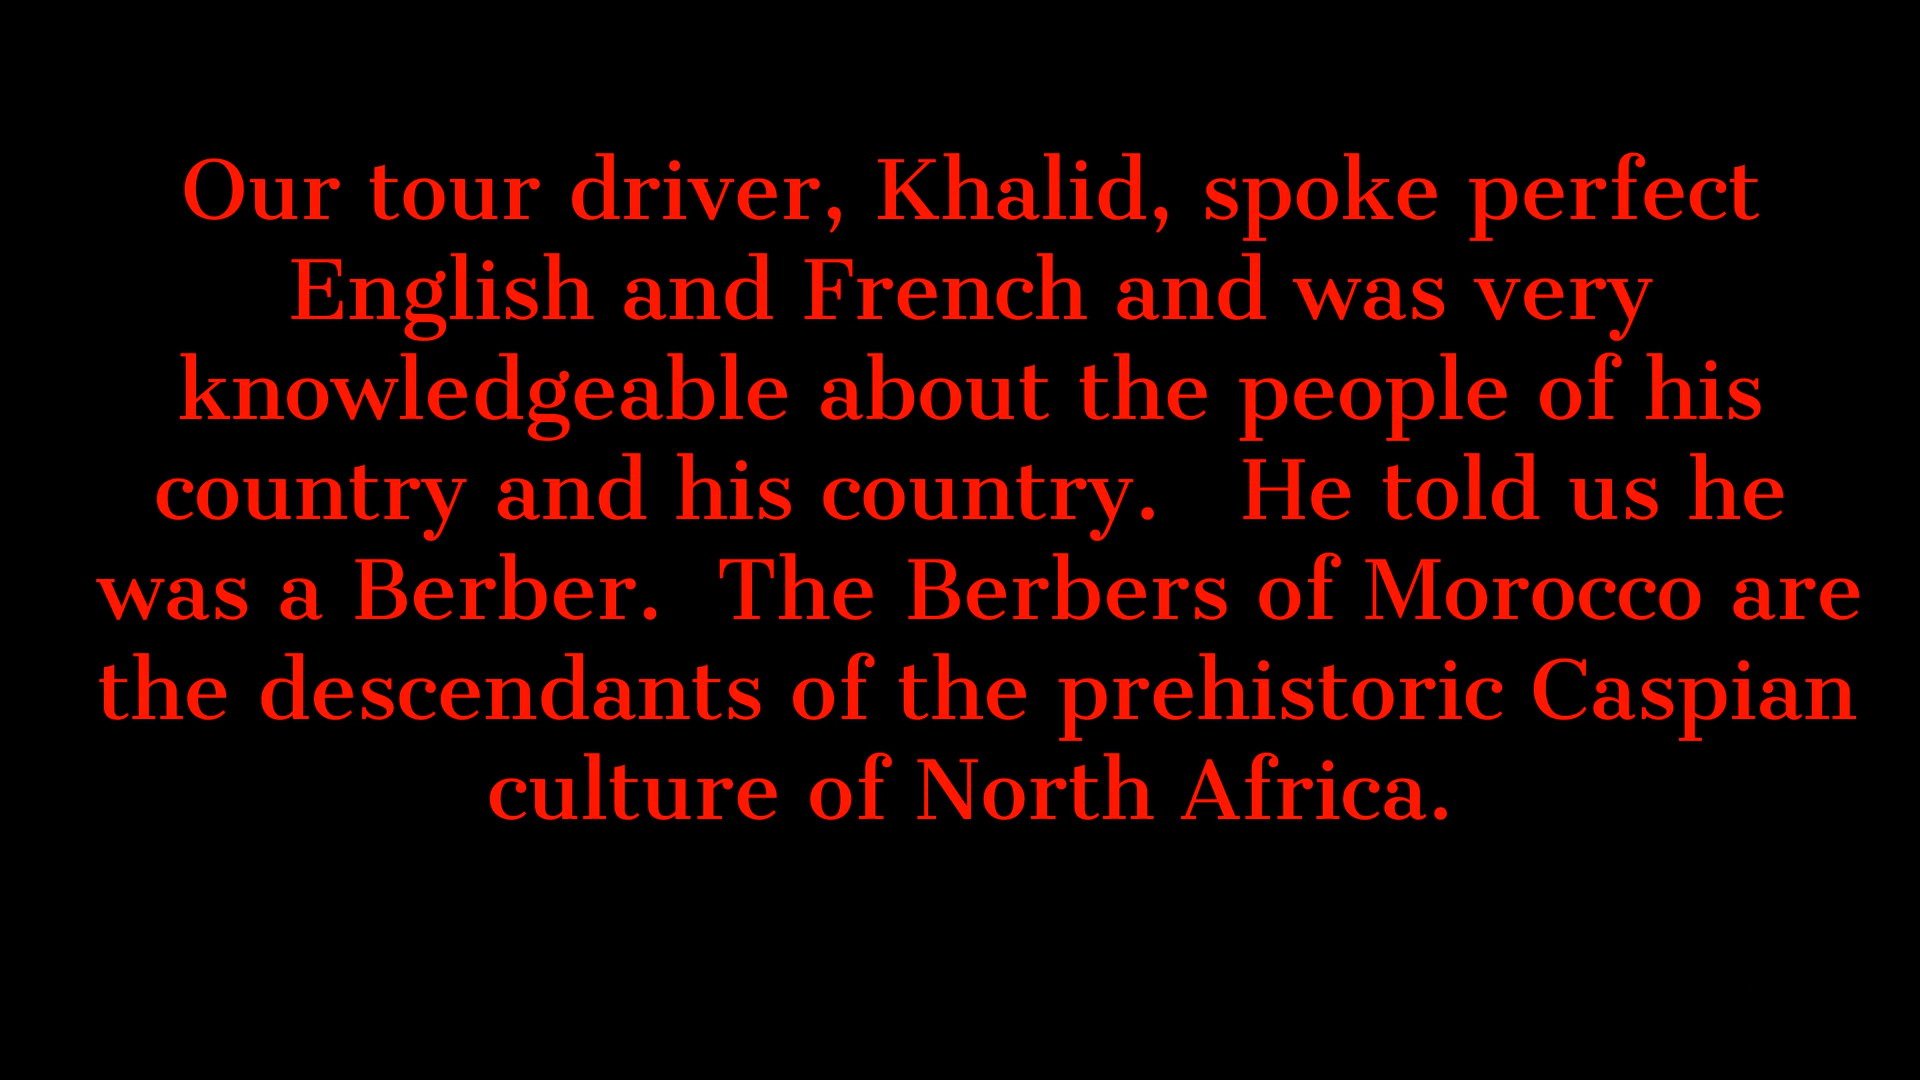 Our tour driver, Khalid, spoke perfect
English and French and was very
knowledgeable about the people of his
country and his country.   He told us he
was a Berber.  The Berbers of Morocco are
the descendants of the prehistoric Caspian
culture of North Africa.